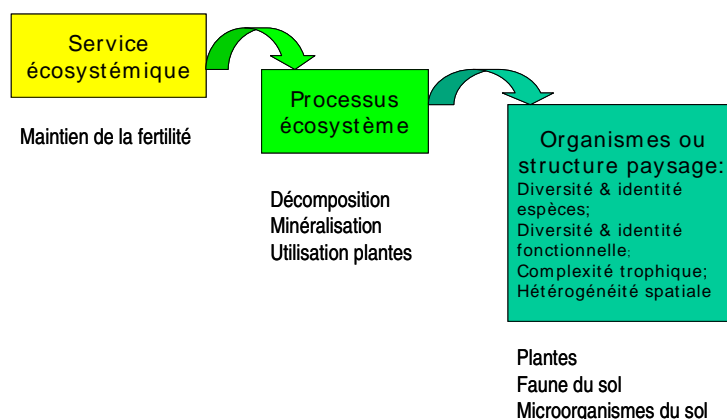 Service
écosystémique
Maintien de la fertilité
Processus
écosystème
Décomposition
Minéralisation
Utilisation plantes
Organismes ou
structure paysage:
Diversité & identité
espèces;
Diversité & identité
fonctionnelle;
Complexité trophique;
Hétérogénéité spatiale
Plantes
Faune du sol
Microorganismes du sol